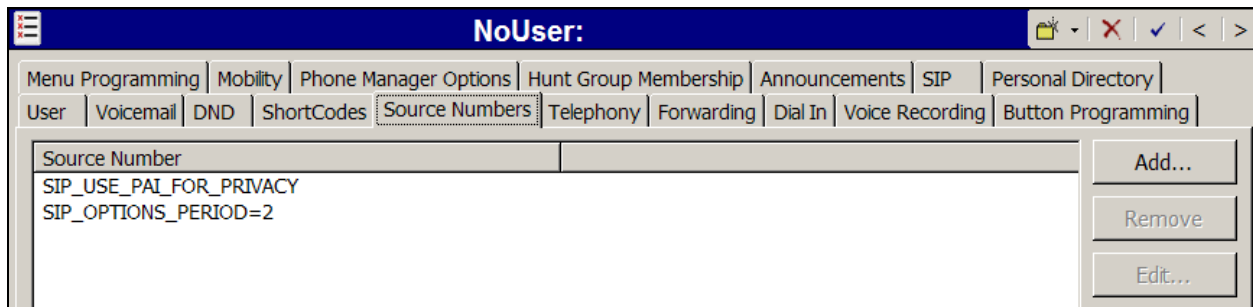 NoUser:
Menu Programming Mobility Phone Manager Options Hunt Group Membership Announcements SIP Personal Directory
User Voicemail DND ShortCodes Source Numbers Telephony Forwarding Dial In Voice Recording Button Programming
Source Number
SIP_USE_PAI_FOR_PRIVACY
SIP_OPTIONS_PERIOD=2
Add...
Remove
Edit...